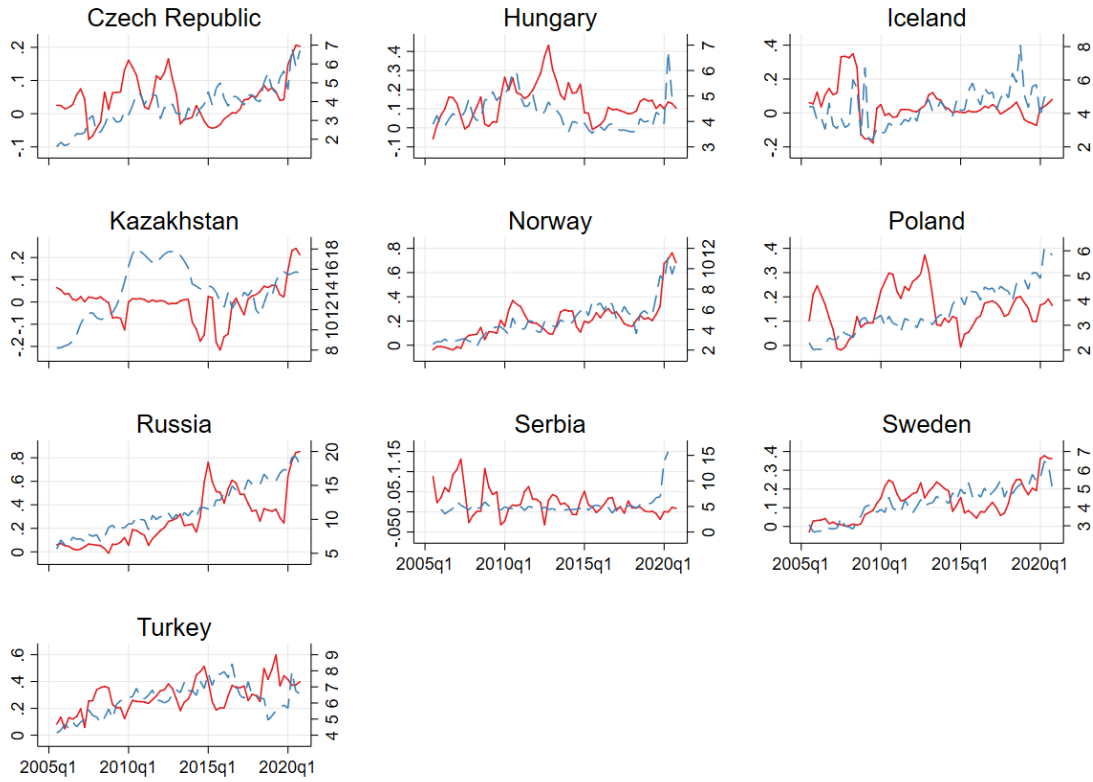 Czech Republic
-.1 0 .1 .2
2 3 4 5 6 7
Hungary
-.1 0 .1 .2 .3 .4
3 4 5 6 7
Iceland
-.2 0 .2 .4
2 4 6 8
Kazakhstan
-.2 -.1 0 .1 .2
8 10 12 14 16 18
Norway
0 .2 .4 .6 .8
2 4 6 8 10 12
Poland
0 .1 .2 .3 .4
2 3 4 5 6
Russia
0 .2 .4 .6 .8
5 10 15 20
Serbia
-.05 0 .05 .1 .15
0 5 10 15
2005q1 2010q1 2015q1 2020q1
Sweden
0 .1 .2 .3 .4
3 4 5 6 7
2005q1 2010q1 2015q1 2020q1
Turkey
0 .2 .4 .6
4 5 6 7 8 9
2005q1 2010q1 2015q1 2020q1